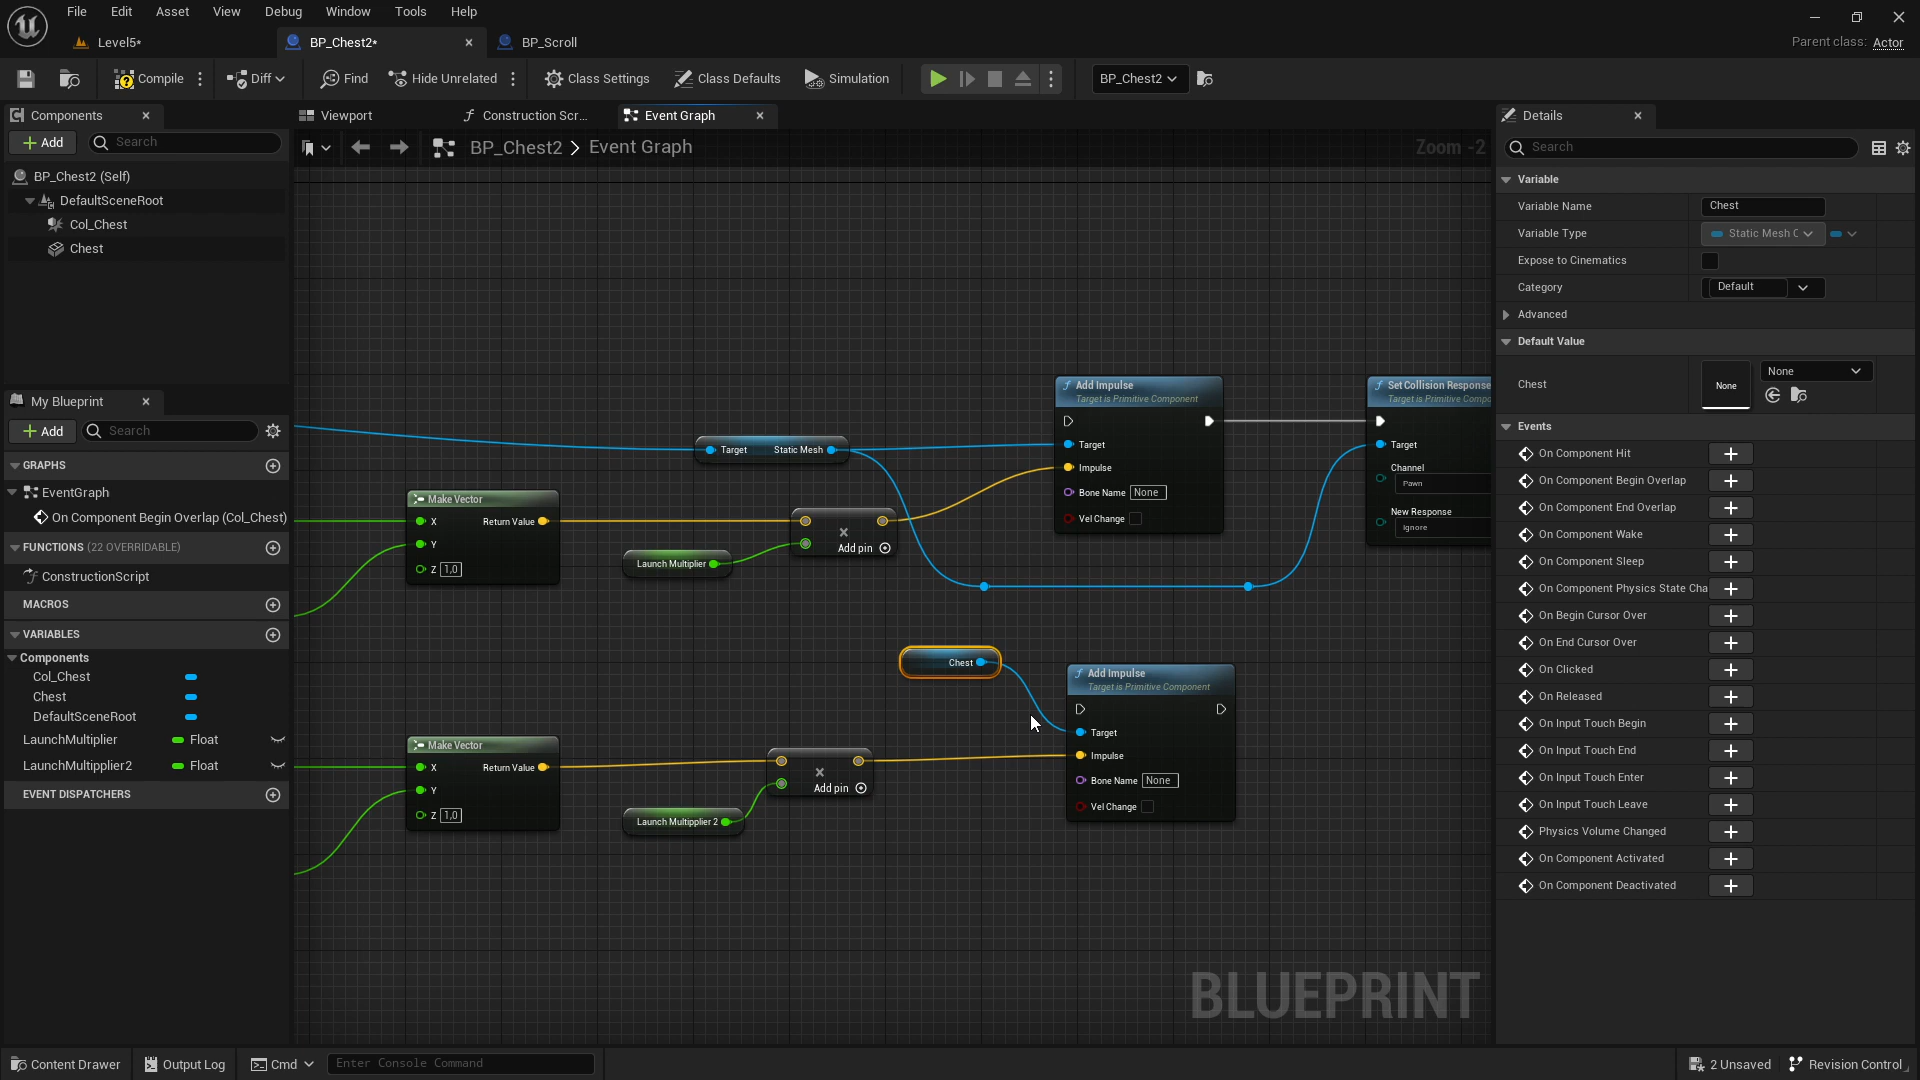 File Edit Asset View Debug Window Tools Help
Level5* BP_Chest2* BP_Scroll Parent class: Actor
Compile Diff Find Hide Unrelated Class Settings Class Defaults Simulation BP_Chest2
Components
Add Search
BP_Chest2 (Self)
DefaultSceneRoot
Col_Chest
Chest
My Blueprint
Add Search
GRAPHS
EventGraph
On Component Begin Overlap (Col_Chest)
FUNCTIONS (22 OVERRIDABLE)
ConstructionScript
MACROS
VARIABLES
Components
Col_Chest
Chest
DefaultSceneRoot
LaunchMultiplier Float
LaunchMultipplier2 Float
EVENT DISPATCHERS
Viewport Construction Scr... Event Graph
BP_Chest2 > Event Graph Zoom -2
Add Impulse
Target is Primitive Component
Target
Impulse
Bone Name None
Vel Change
Set Collision Response
Target is Primitive Compo
Target
Channel
Pawn
New Response
Ignore
Target Static Mesh
Make Vector
X Return Value
Y
Z 1,0
Launch Multiplier
Add pin
Chest
Add Impulse
Target is Primitive Component
Target
Impulse
Bone Name None
Vel Change
Make Vector
X Return Value
Y
Z 1,0
Launch Multipplier 2
Add pin
BLUEPRINT
Details
Search
Variable
Variable Name Chest
Variable Type Static Mesh C
Expose to Cinematics
Category Default
Advanced
Default Value
Chest None None
Events
On Component Hit
On Component Begin Overlap
On Component End Overlap
On Component Wake
On Component Sleep
On Component Physics State Cha
On Begin Cursor Over
On End Cursor Over
On Clicked
On Released
On Input Touch Begin
On Input Touch End
On Input Touch Enter
On Input Touch Leave
Physics Volume Changed
On Component Activated
On Component Deactivated
Content Drawer Output Log Cmd Enter Console Command 2 Unsaved Revision Control